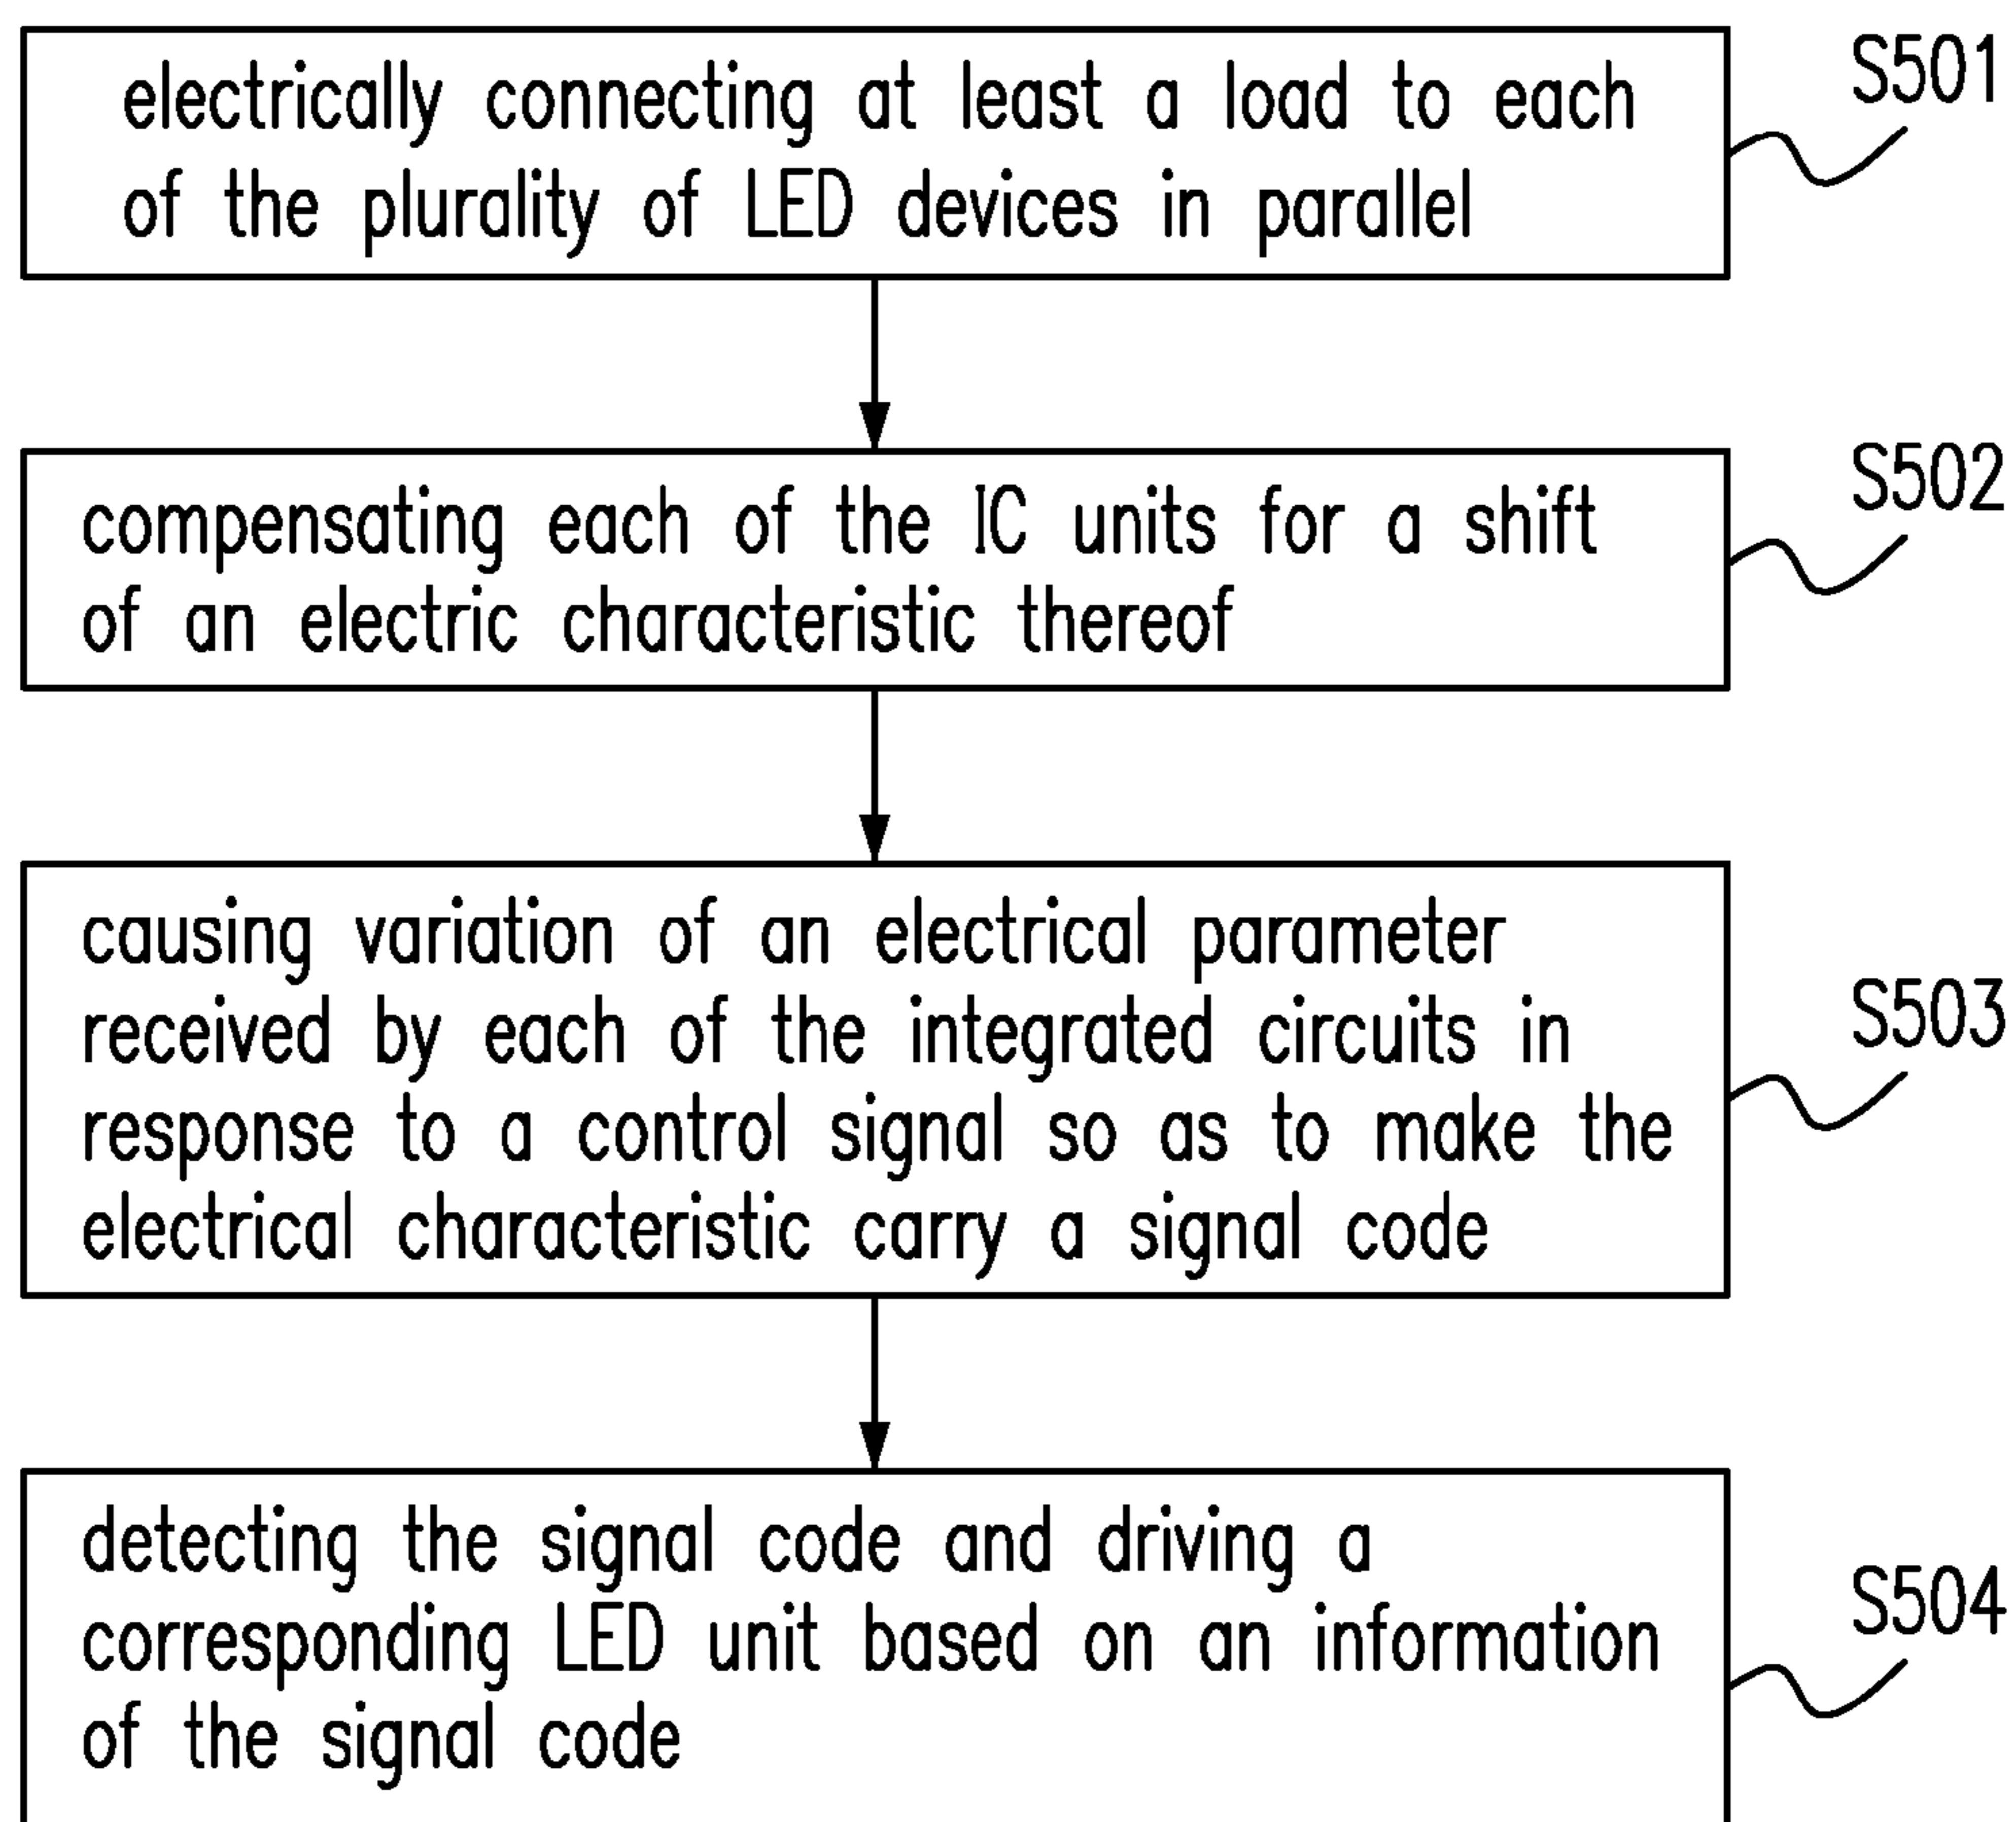 electrically connecting at least a load to each
of the plurality of LED devices in parallel
S501
compensating each of the IC units for a shift
of an electric characteristic thereof
S502
causing variation of an electrical parameter
received by each of the integrated circuits in
response to a control signal so as to make the
electrical characteristic carry a signal code
S503
detecting the signal code and driving a
corresponding LED unit based on an information
of the signal code
S504